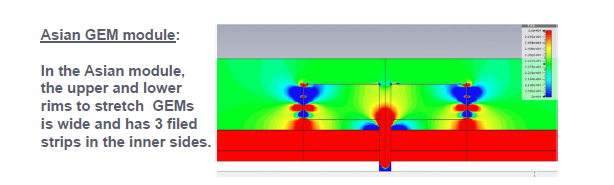 Asian GEM module:
In the Asian module,
the upper and lower
rims to stretch GEMs
is wide and has 3 filed
strips in the inner sides.